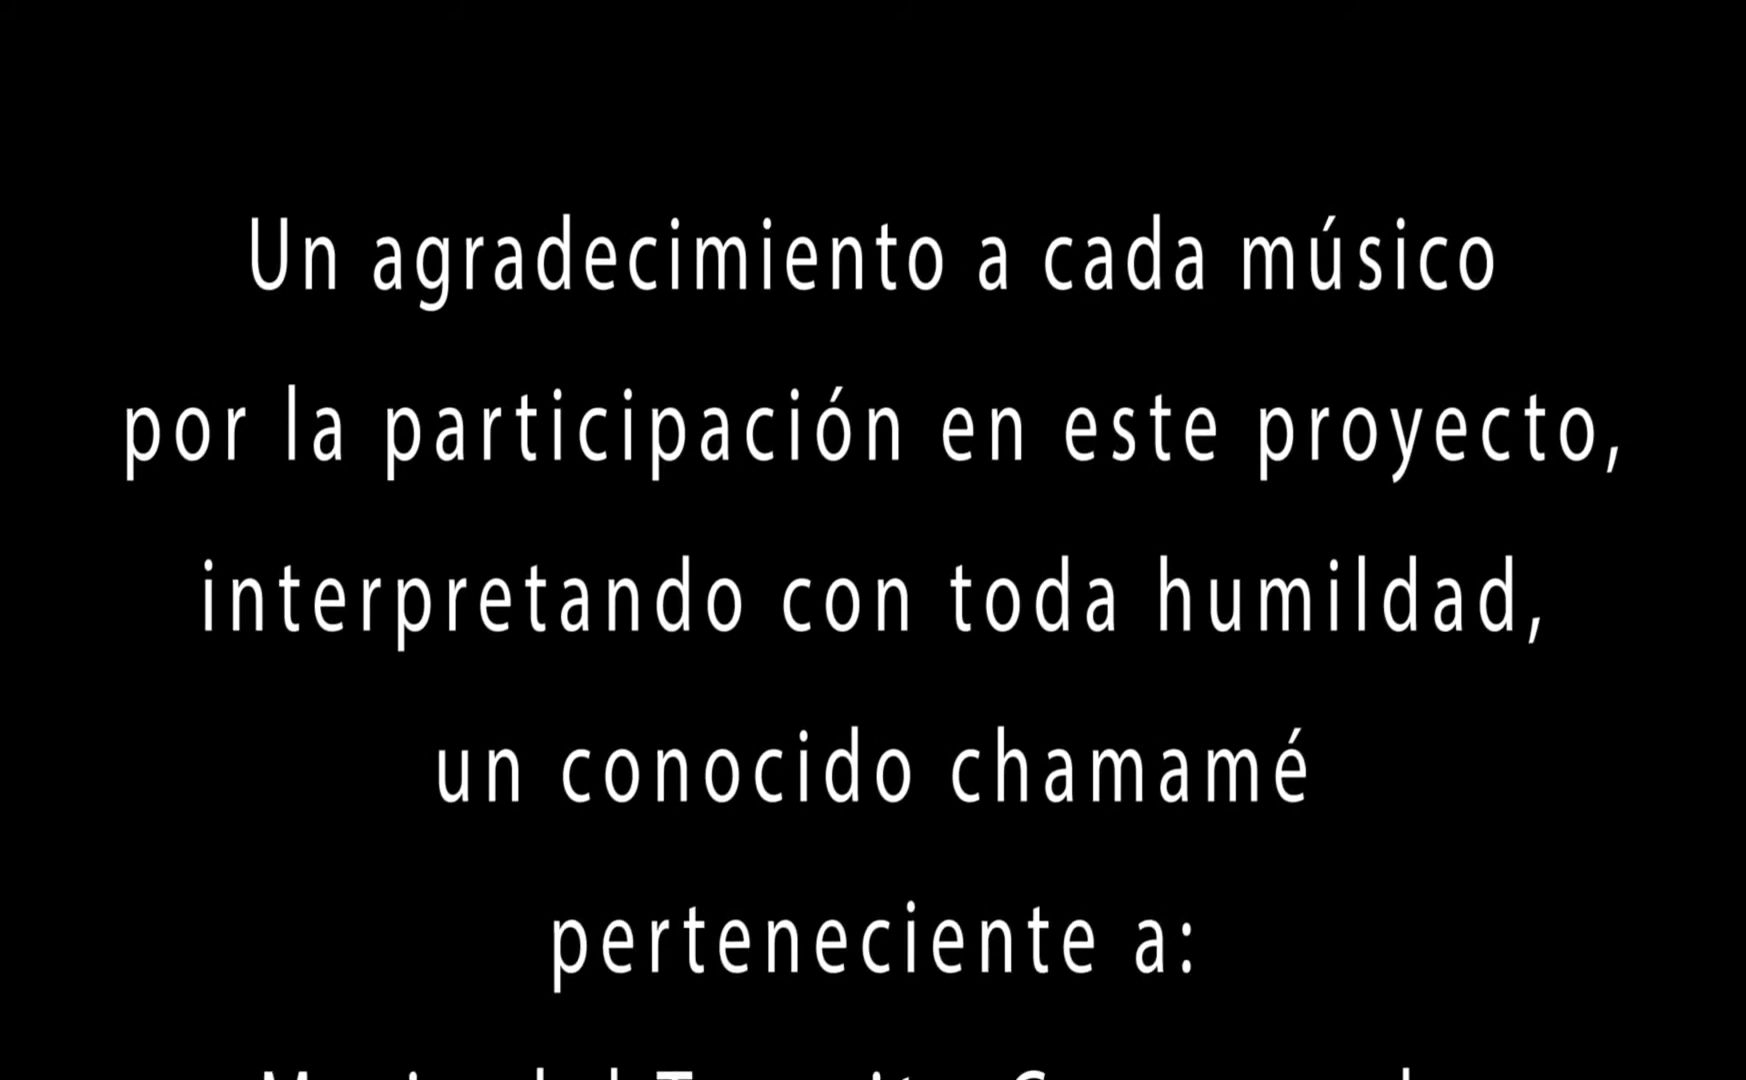 Un agradecimiento a cada músico
por la participación en este proyecto,
interpretando con toda humildad,
un conocido chamamé
perteneciente a: